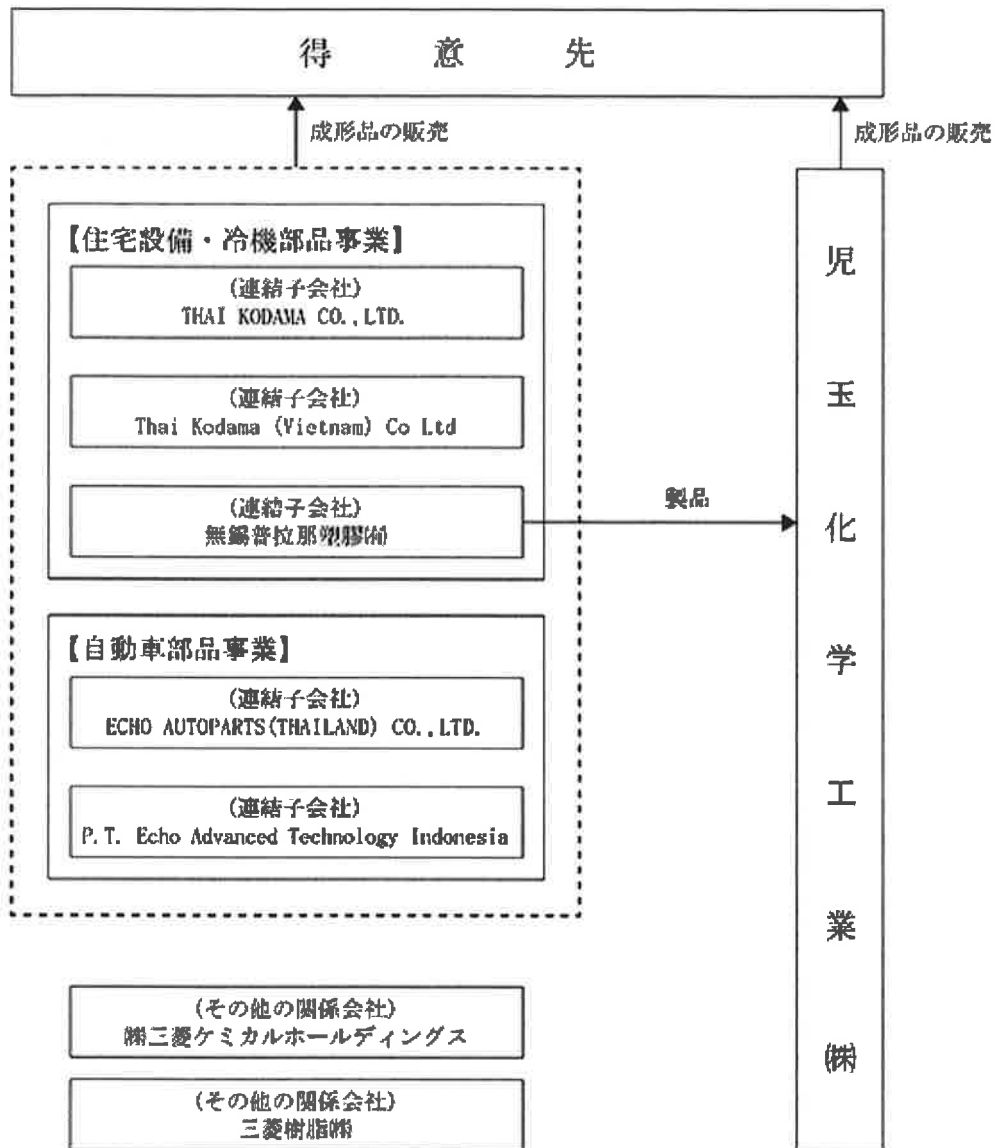 得意先
成形品の販売
成形品の販売
【住宅設備・冷機部品事業】
(連結子会社)
THAI KODAMA CO.,LTD.
(連結子会社)
Thai Kodama (Vietnam) Co Ltd
(連結子会社)
無錫普拉那塑膠㈲
製品
【自動車部品事業】
(連結子会社)
ECHO AUTOPARTS(THAILAND) CO.,LTD.
(連結子会社)
P.T. Echo Advanced Technology Indonesia
(その他の関係会社)
㈱三菱ケミカルホールディングス
(その他の関係会社)
三菱樹脂㈱
児玉化学工業㈱